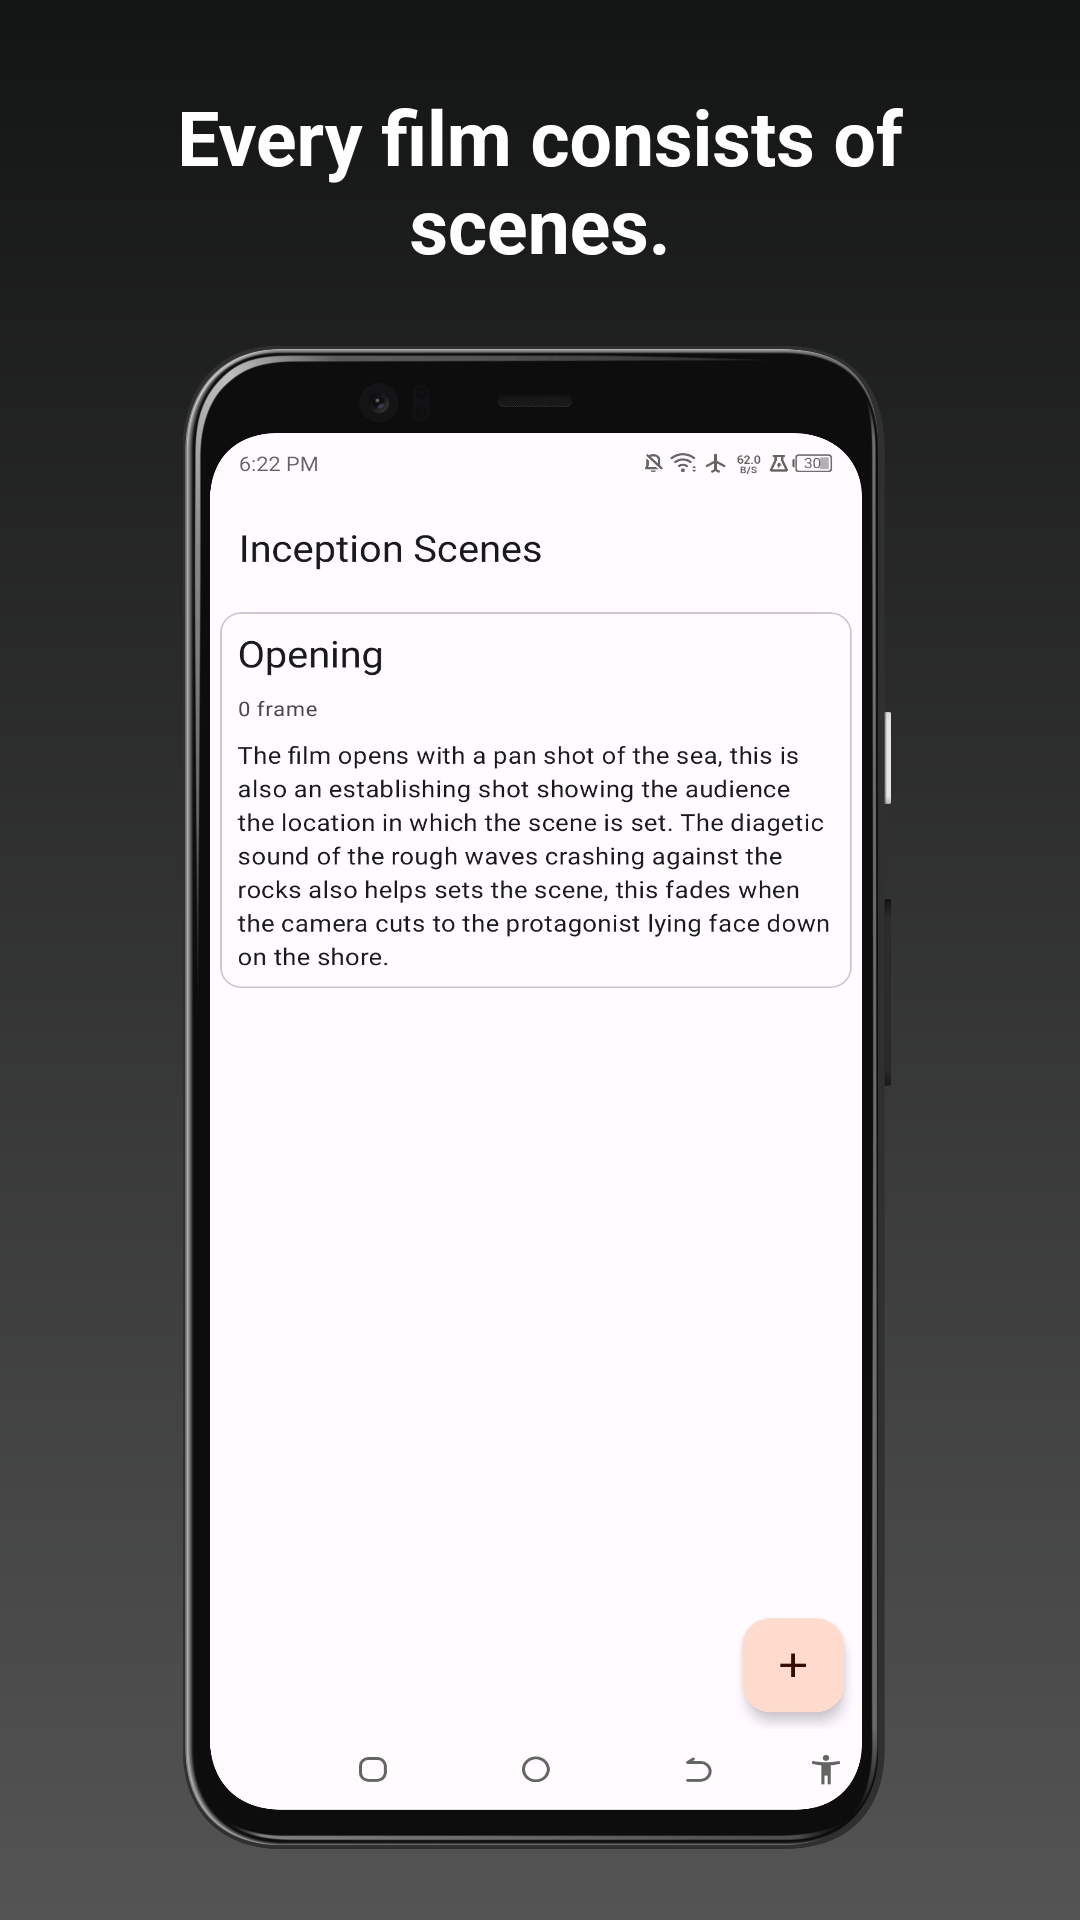 Every film consists of
scenes.
6:22 PM
62.0
B/S
30
Inception Scenes
Opening
0 frame
The film opens with a pan shot of the sea, this is
also an establishing shot showing the audience
the location in which the scene is set. The diagetic
sound of the rough waves crashing against the
rocks also helps sets the scene, this fades when
the camera cuts to the protagonist lying face down
on the shore.